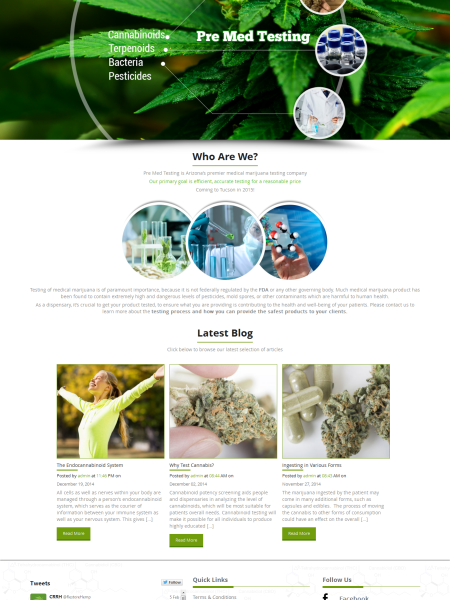 Cannabinoids
Terpenoids
Bacteria
Pesticides
Pre Med Testing
Who Are We?
Pre Med Testing is Arizona's premier medical marijuana testing company
Our primary goal is efficient, accurate testing for a reasonable price
Coming to Tucson in 2015!
Testing of medical marijuana is of paramount importance, because it is not federally regulated by the FDA or any other governing body. Much medical marijuana product has
been found to contain extremely high and dangerous levels of pesticides, mold spores, or other contaminants which are harmful to human health.
As a dispensary, it's crucial to get your product tested, to ensure what you are providing is contributing to the health and well-being of your patients. Please contact us to
learn more about the testing process and how you can provide the safest products to your clients.
Latest Blog
Click below to browse our latest selection of articles
The Endocannabinoid System
Posted by admin at 11:46 PM on
December 19, 2014
All cells as well as nerves within your body are
managed through a person's endocannabinoid
system, which serve as the courier of
information between your immune system as
well as your nervous system. This gives [...]
Read More
Why Test Cannabis?
Posted by admin at 06:44 AM on
December 2, 2014
Cannabinoid potency screening aids people
and dispensaries in analysing the level of
cannabinoids, which will be most suitable for
patients overall needs. Cannabinoid testing will
make it possible for all individuals to produce
highly educated [...]
Read More
Ingesting in Various Forms
Posted by admin at 06:43 AM on
November 27, 2014
The marijuana ingested by the patient may
come in many additional forms, such as
capsules and edibles. The process of moving
the cannabis to other forms of consumption
could have an effect on the overall [...]
Read More
Tweets
Follow
CRRH
5 Feb
Quick Links
Terms & Conditions
Follow Us
Facebook